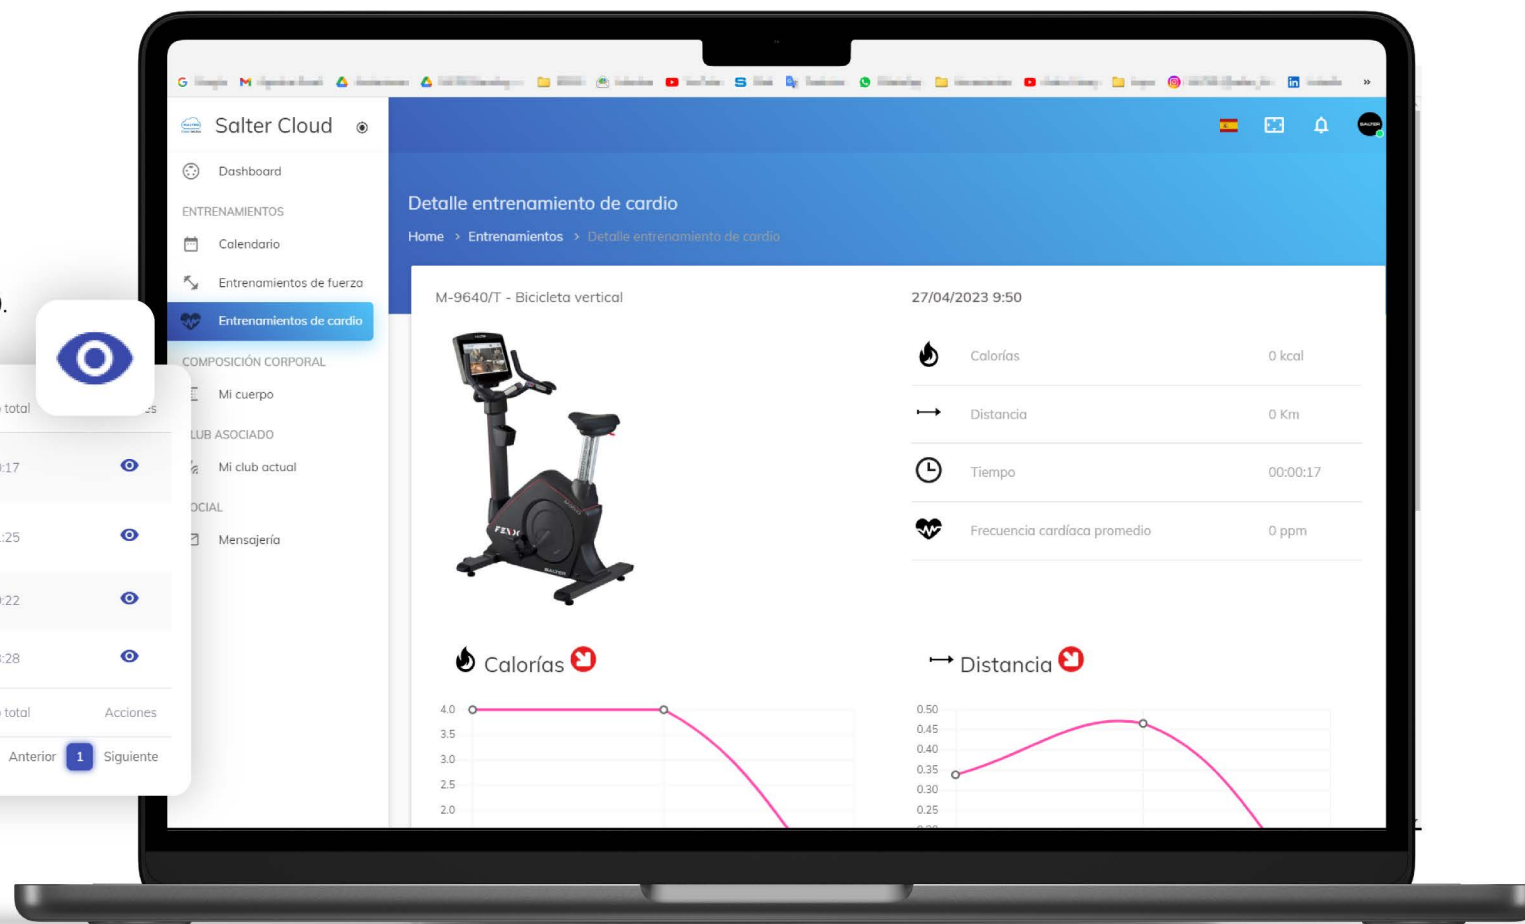 Salter Cloud
Dashboard
ENTRENAMIENTOS
Calendario
Entrenamientos de fuerza
Entrenamientos de cardio
COMPOSICIÓN CORPORAL
Mi cuerpo
CLUB ASOCIADO
Mi club actual
SOCIAL
Mensajería
SALTER
Detalle entrenamiento de cardio
Home > Entrenamientos > Detalle entrenamiento de cardio
M-9640/T - Bicicleta vertical
27/04/2023 9:50
Calorías 0 kcal
Distancia 0 Km
Tiempo 00:00:17
Frecuencia cardíaca promedio 0 ppm
SALTER
Calorías
4.0
3.5
3.0
2.5
2.0
Distancia
0.50
0.45
0.40
0.35
0.30
0.25
total
:17
:25
:22
:28
total Acciones
Anterior 1 Siguiente